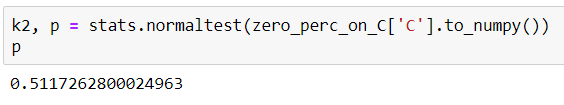 k2, p = stats.normaltest(zero_perc_on_C['C'].to_numpy())
p
0.5117262800024963